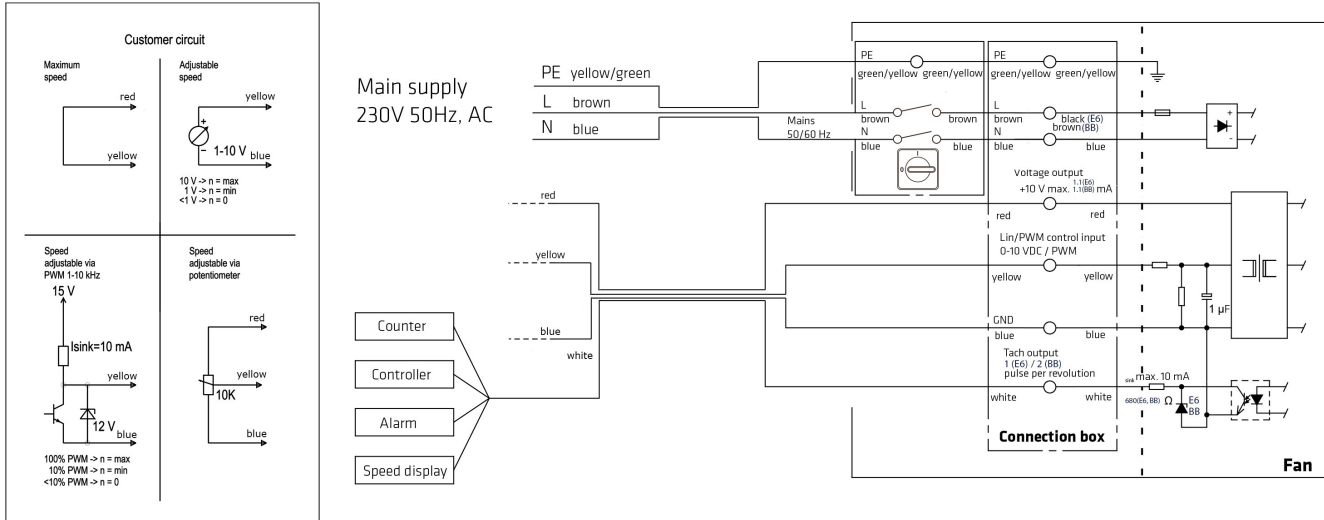 Customer circuit
Maximum
speed
red
yellow
Adjustable
speed
yellow
+
−
1-10 V
blue
10 V -> n = max
1 V -> n = min
<1 V -> n = 0
Speed
adjustable via
PWM 1-10 kHz
15 V
Isink=10 mA
yellow
12 V
blue
100% PWM -> n = max
10% PWM -> n = min
<10% PWM -> n = 0
Speed
adjustable via
potentiometer
red
yellow
10K
blue
Main supply
230V 50Hz, AC
PE yellow/green
L brown
N blue
Mains
50/60 Hz
PE
green/yellow green/yellow
L
brown brown
N
blue blue
0
I
PE
green/yellow green/yellow
L
brown black (E6)
brown(BB)
N
blue blue
+
-
Voltage output
+10 V max. 1.1(E6) 1.1(BB) mA
red red
Lin/PWM control input
0-10 VDC / PWM
yellow yellow
1 µF
GND
blue blue
Tach output
1 (E6) / 2 (BB)
pulse per revolution
white white
sink max. 10 mA
680(E6, BB) Ω
E6
BB
Connection box
Fan
red
yellow
blue
white
Counter
Controller
Alarm
Speed display